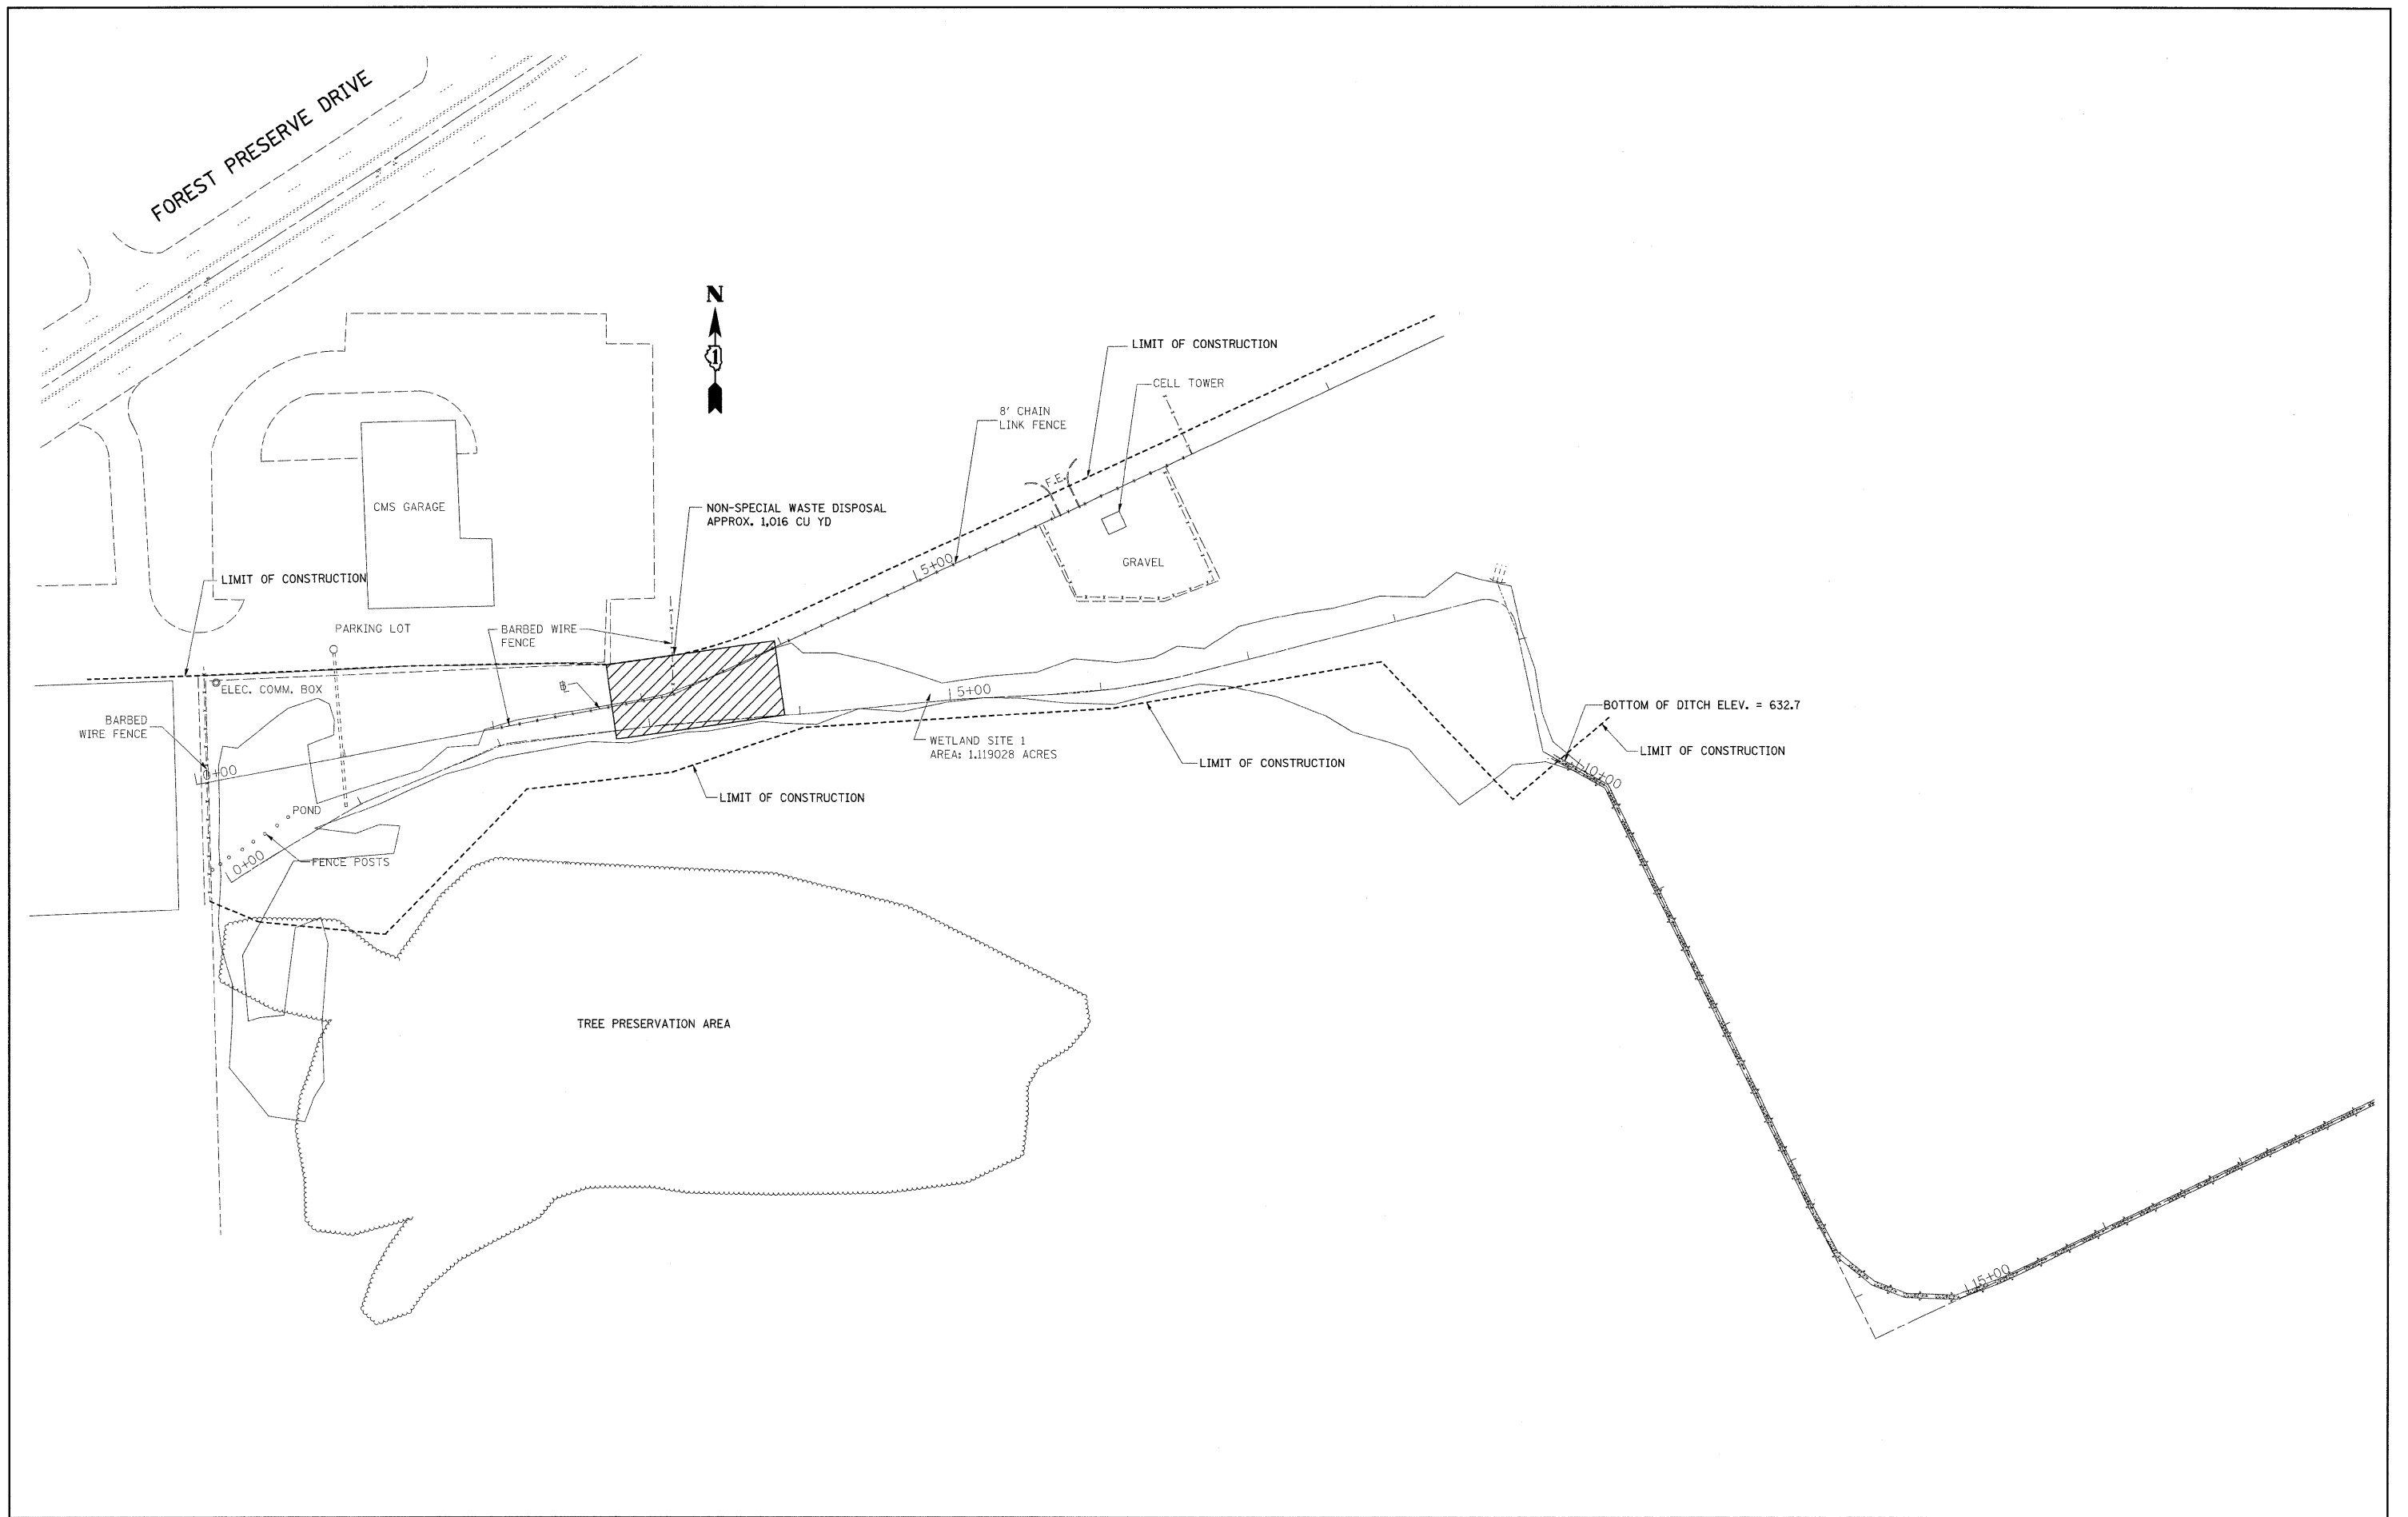 FOREST PRESERVE DRIVE
N
1
LIMIT OF CONSTRUCTION
CELL TOWER
8' CHAIN
LINK FENCE
F.E.
CMS GARAGE
NON-SPECIAL WASTE DISPOSAL
APPROX. 1,016 CU YD
GRAVEL
5+00
LIMIT OF CONSTRUCTION
PARKING LOT
BARBED WIRE
FENCE
ELEC. COMM. BOX
B
5+00
BOTTOM OF DITCH ELEV. = 632.7
BARBED
WIRE FENCE
WETLAND SITE 1
AREA: 1.119028 ACRES
LIMIT OF CONSTRUCTION
LIMIT OF CONSTRUCTION
0+00
10+00
LIMIT OF CONSTRUCTION
POND
0+00
FENCE POSTS
TREE PRESERVATION AREA
15+00